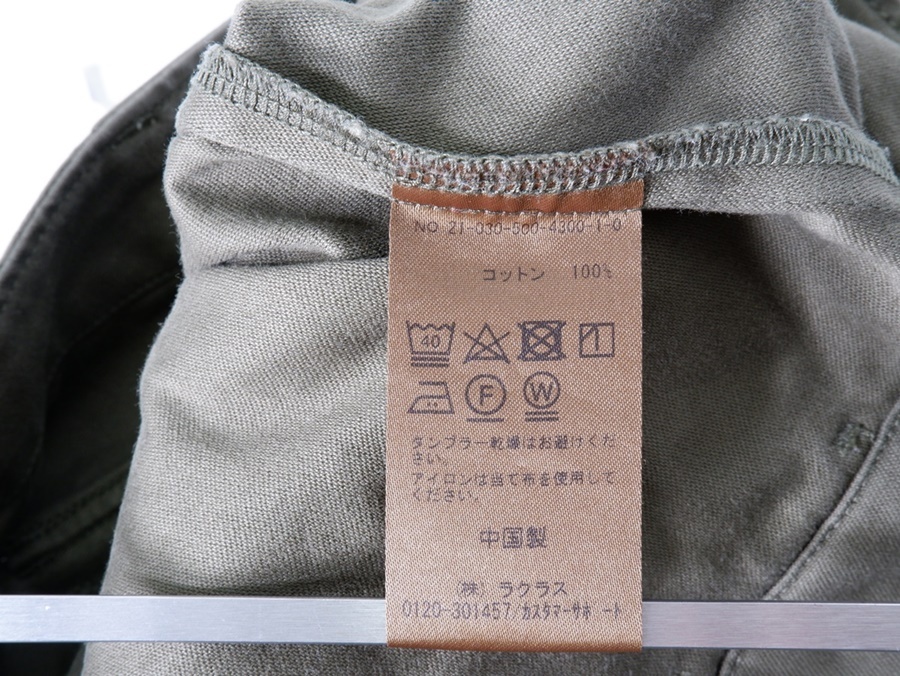 NO 21-030-500-4300-1-0
コットン 100%
40
F W
タンブラー乾燥はお避けくだ
さい。
アイロンは当て布を使用して
ください。
中国製
(株) ラクラス
0120-301457/カスタマーサポート